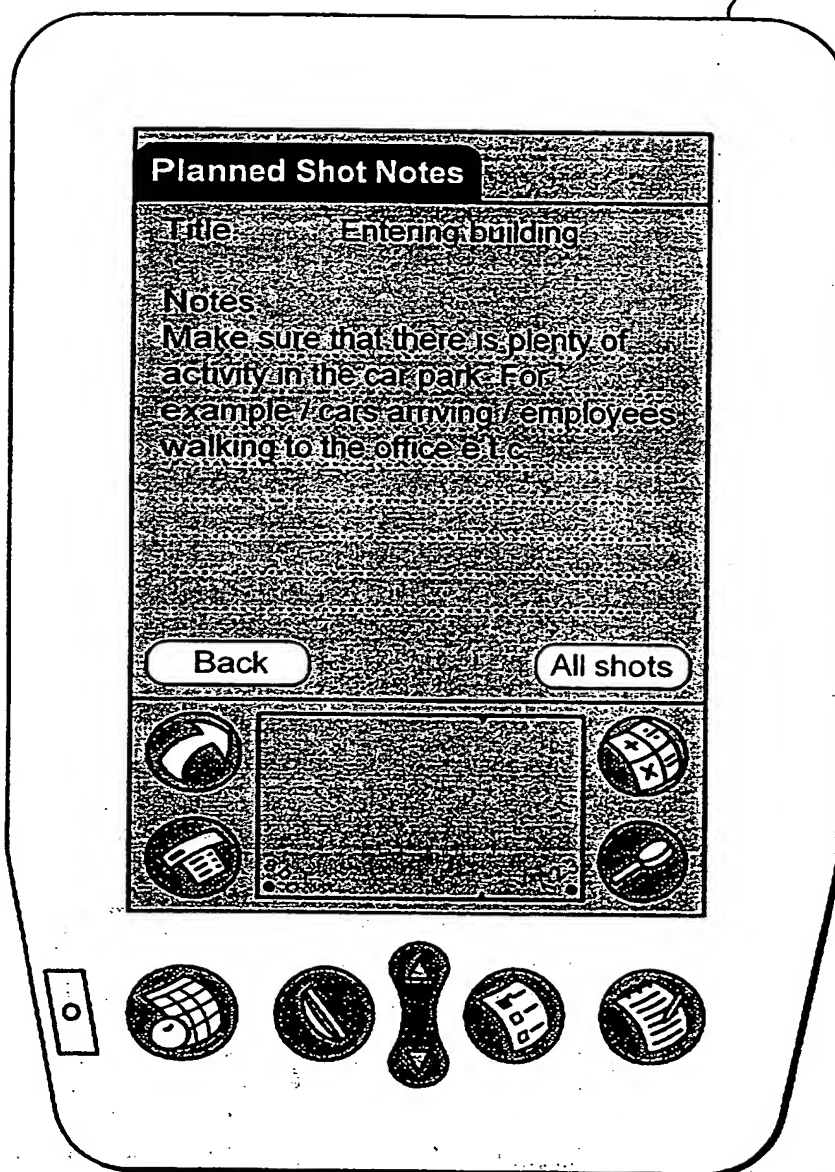 Planned Shot Notes
Title Entering building
Notes
Make sure that there is plenty of
activity in the car park. For
example / cars arriving / employees
walking to the office e.t.c
Back All shots